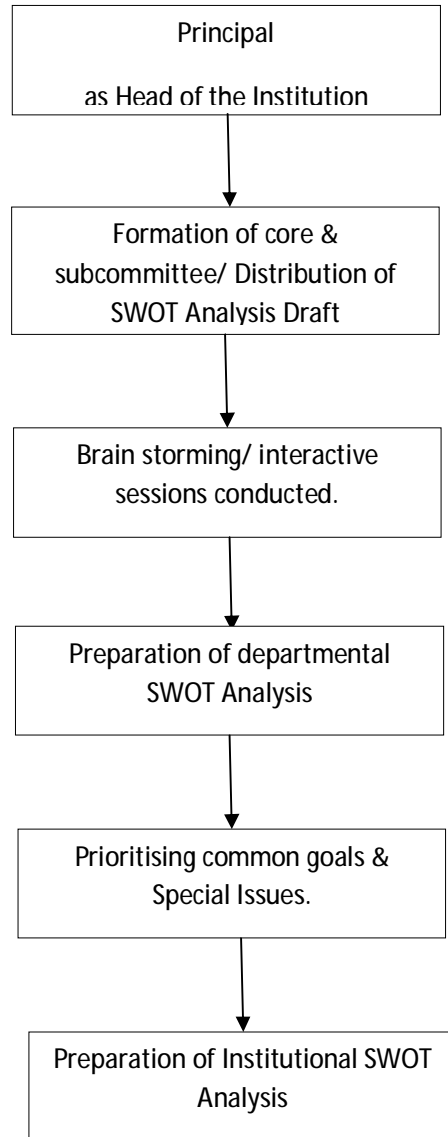 Principal
as Head of the Institution
Formation of core &
subcommittee/ Distribution of
SWOT Analysis Draft
Brain storming/ interactive
sessions conducted.
Preparation of departmental
SWOT Analysis
Prioritising common goals &
Special Issues.
Preparation of Institutional SWOT
Analysis